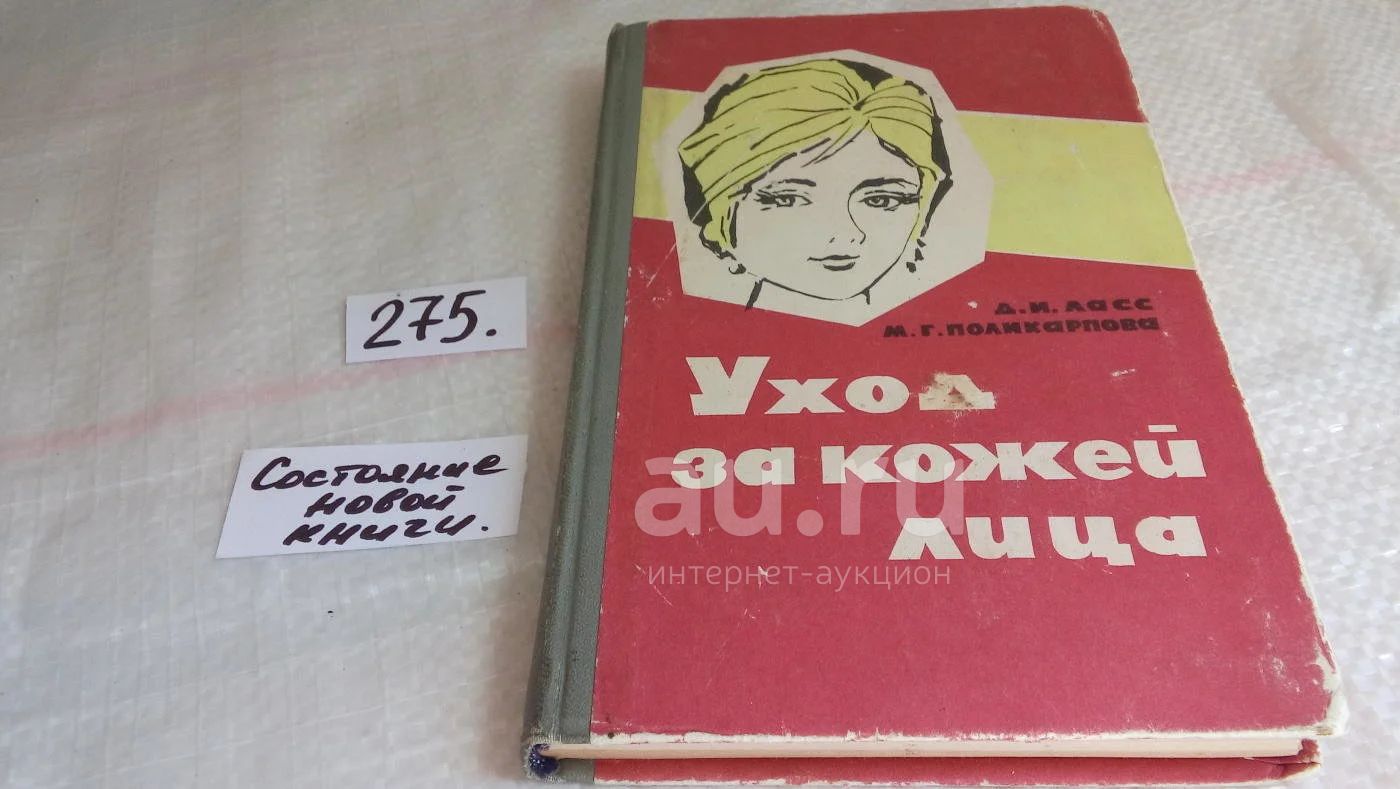 275.
Состояние
новой
книги.
Д.И. Ласс
М.Г. Поликарпова
Уход
за кожей
лица
au.ru
интернет-аукцион